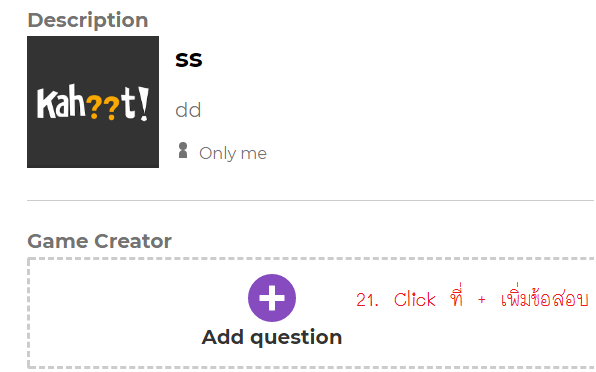 Description
Kah??t!
ss
dd
Only me
Game Creator
21. Click ที่ + เพิ่มข้อสอบ
Add question